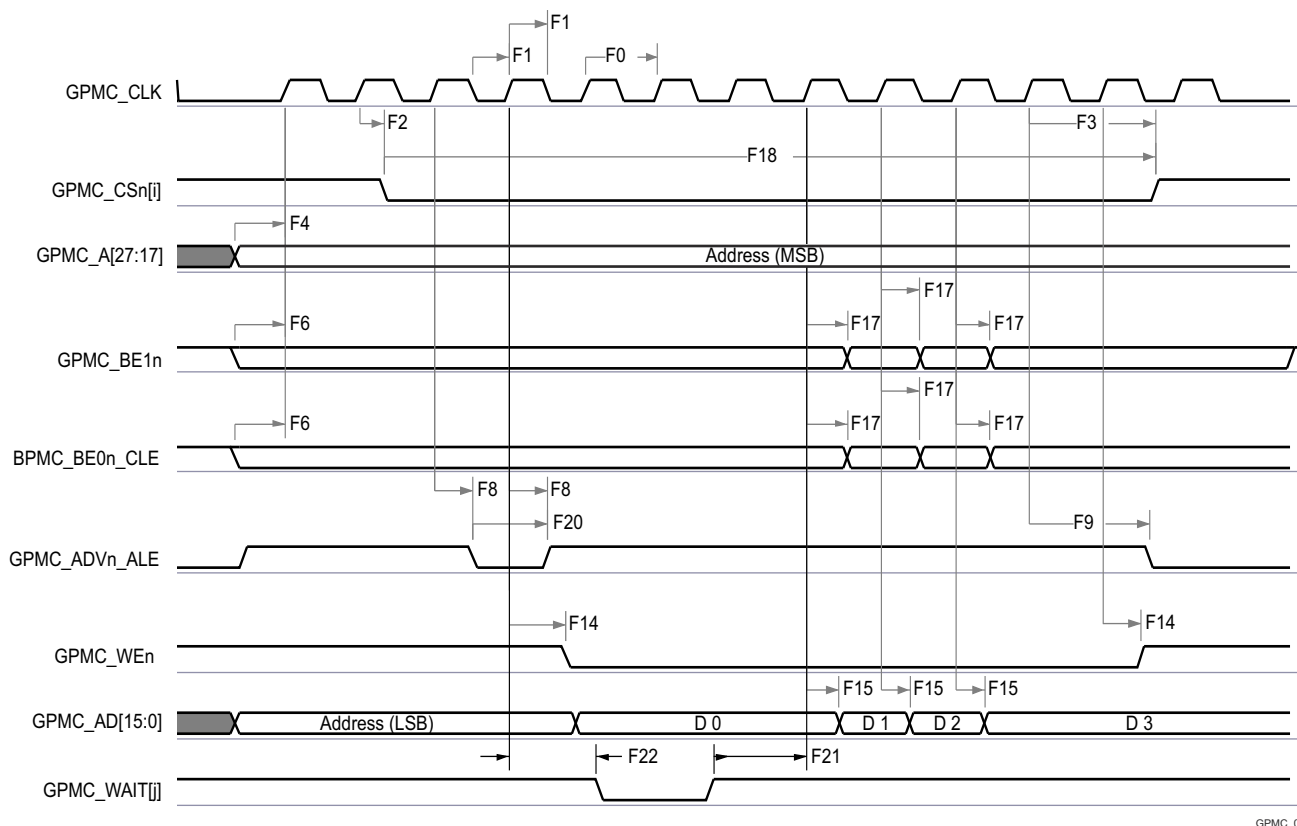 F1
F1
F0
GPMC_CLK
F2
F3
F18
GPMC_CSn[i]
F4
GPMC_A[27:17]
Address (MSB)
F17
F6
F17
F17
GPMC_BE1n
F17
F6
F17
F17
BPMC_BE0n_CLE
F8
F8
F20
F9
GPMC_ADVn_ALE
F14
F14
GPMC_WEn
F15
F15
F15
GPMC_AD[15:0]
Address (LSB)
D 0
D 1
D 2
D 3
F22
F21
GPMC_WAIT[j]